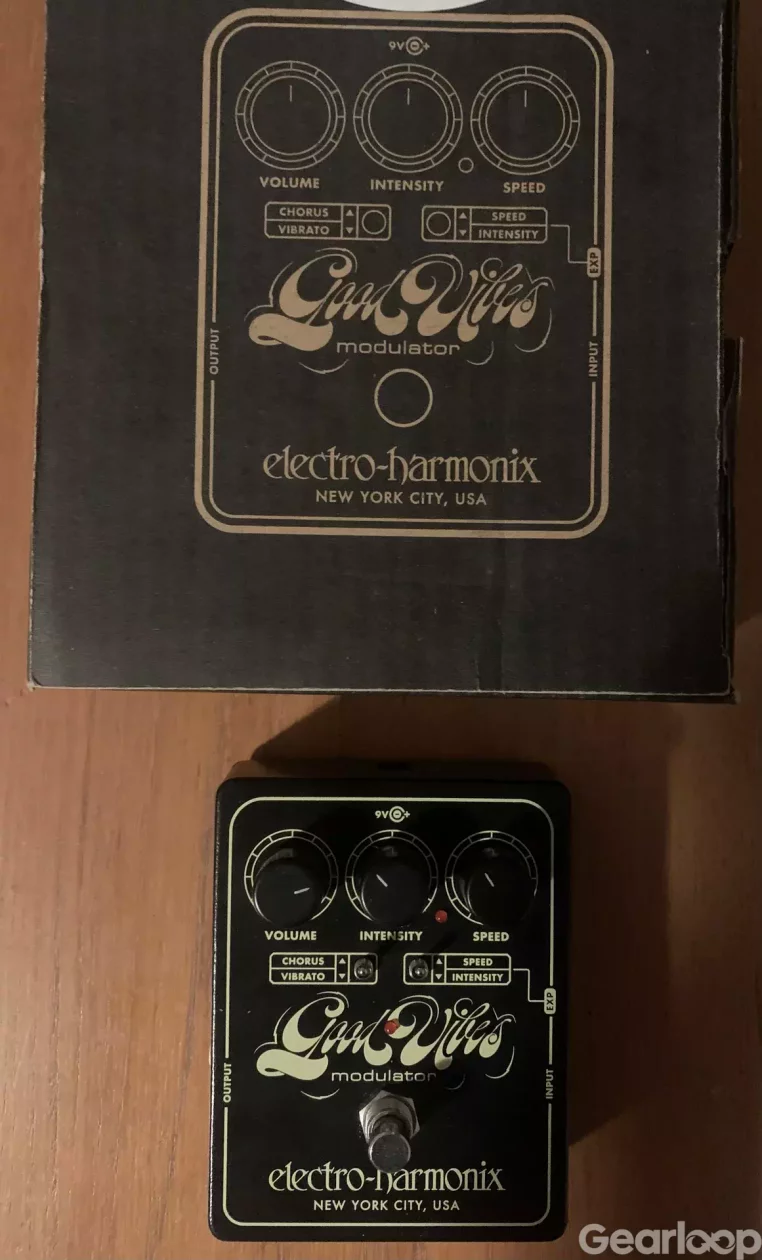 9V +
VOLUME INTENSITY SPEED
CHORUS
VIBRATO
SPEED
INTENSITY
EXP
Good Vibes
modulator
OUTPUT
INPUT
electro-harmonix
NEW YORK CITY, USA
9V +
VOLUME INTENSITY SPEED
CHORUS
VIBRATO
SPEED
INTENSITY
EXP
Good Vibes
modulator
OUTPUT
INPUT
electro-harmonix
NEW YORK CITY, USA
Gearloop